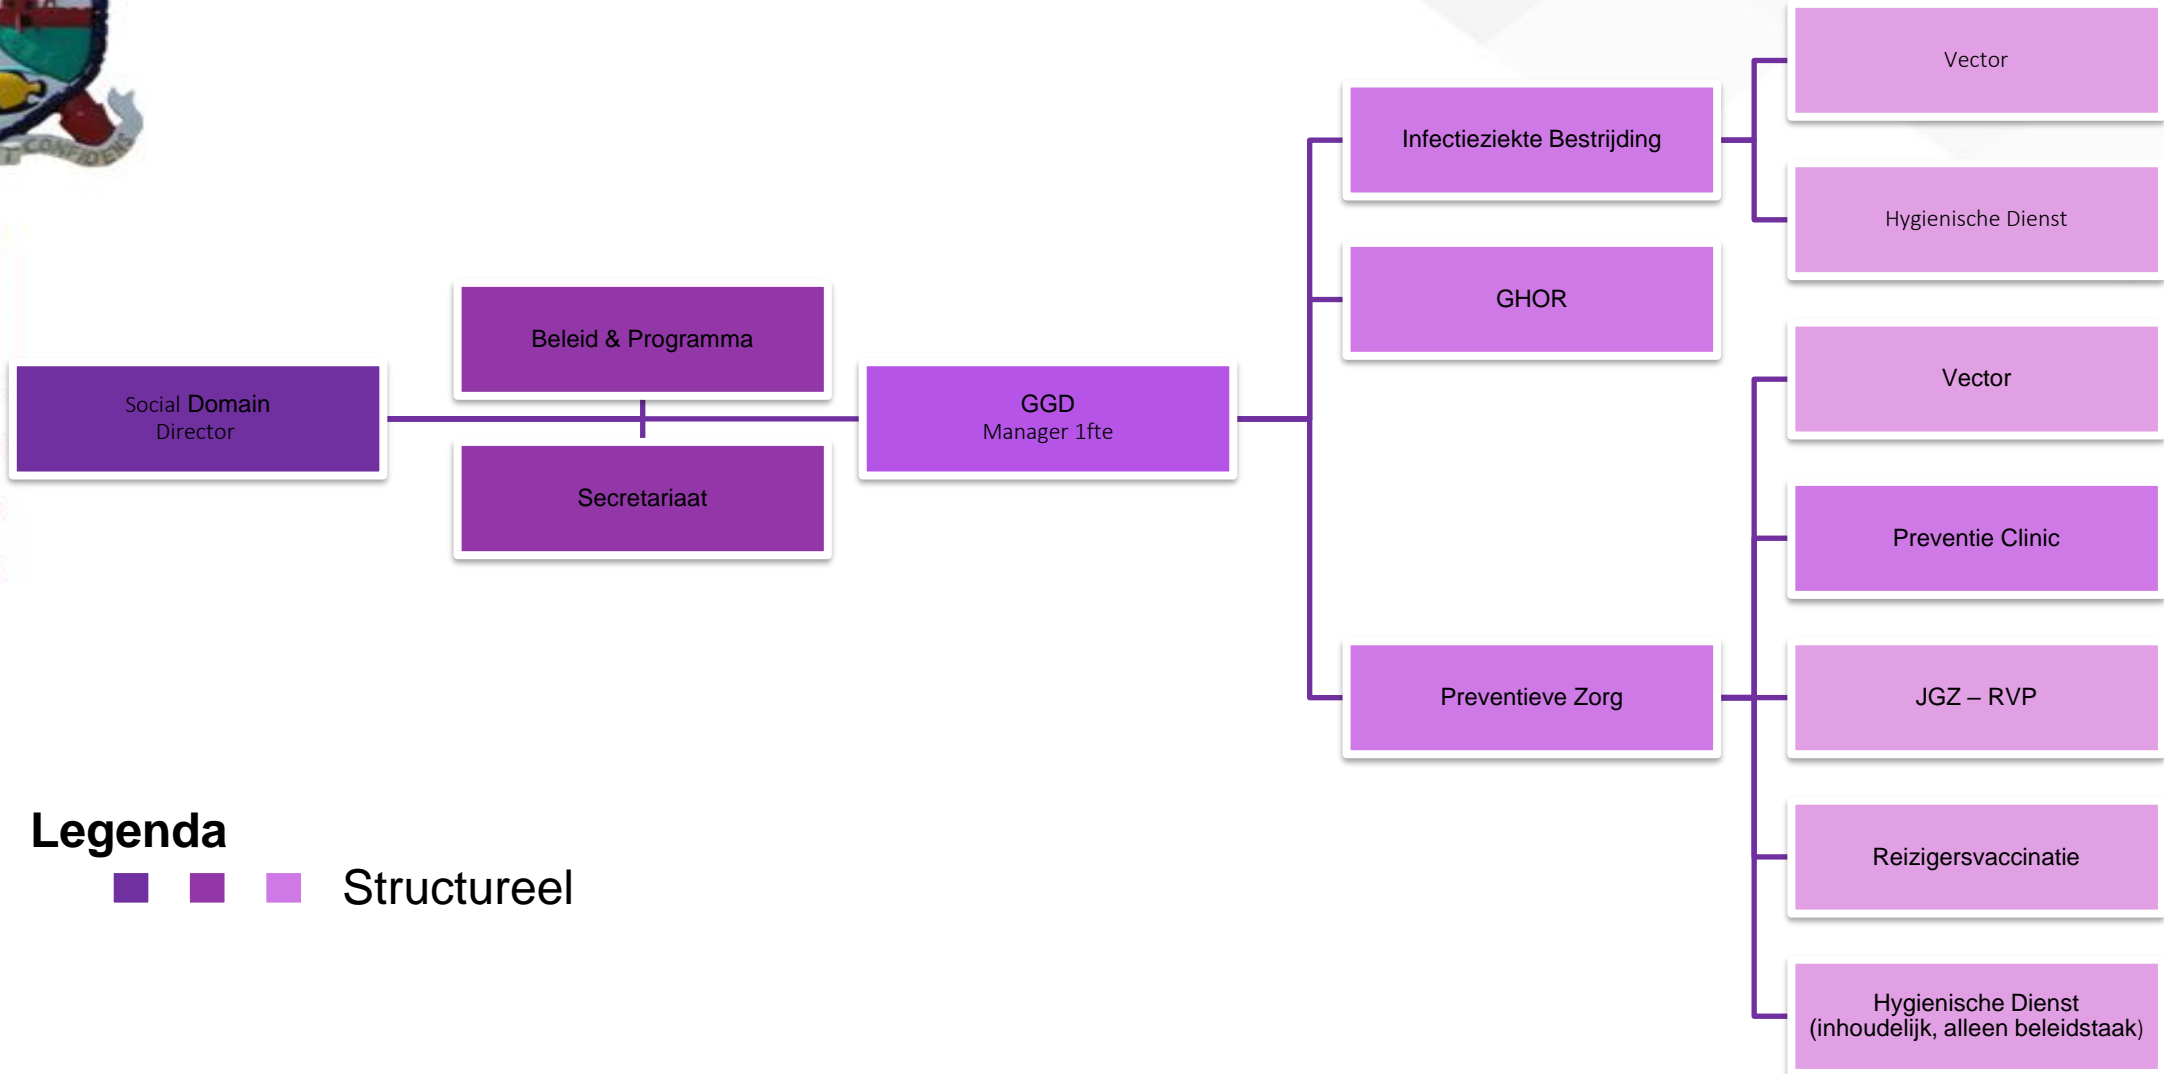 T CONFIDENS
Social Domain
Director
Beleid & Programma
Secretariaat
GGD
Manager 1fte
Infectieziekte Bestrijding
GHOR
Preventieve Zorg
Vector
Hygienische Dienst
Vector
Preventie Clinic
JGZ – RVP
Reizigersvaccinatie
Hygienische Dienst
(inhoudelijk, alleen beleidstaak)
Legenda
Structureel